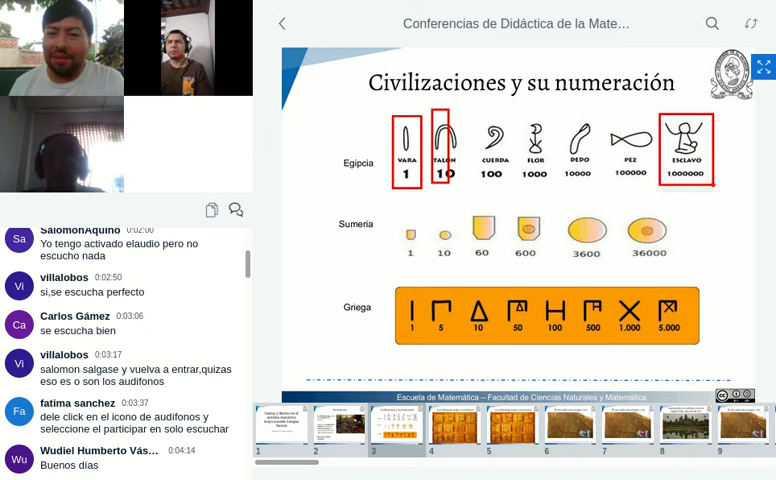 Conferencias de Didáctica de la Mate…
Civilizaciones y su numeración
Egipcia
VARA TALON CUERDA FLOR DEDO PEZ ESCLAVO
1 10 100 1000 10000 100000 1000000
Sumeria
1 10 60 600 3600 36000
Griega
1 5 10 50 100 500 1.000 5.000
Escuela de Matemática – Facultad de Ciencias Naturales y Matemática
1 2 3 4 5 6 7 8 9
Sa SalomonAquino 0:02:00
Yo tengo activado elaudio pero no
escucho nada
Vi villalobos 0:02:50
si,se escucha perfecto
Ca Carlos Gámez 0:03:06
se escucha bien
Vi villalobos 0:03:17
salomon salgase y vuelva a entrar,quizas
eso es o son los audifonos
Fa fatima sanchez 0:03:37
dele click en el icono de audífonos y
seleccione el participar en solo escuchar
Wu Wudiel Humberto Vás… 0:04:14
Buenos días